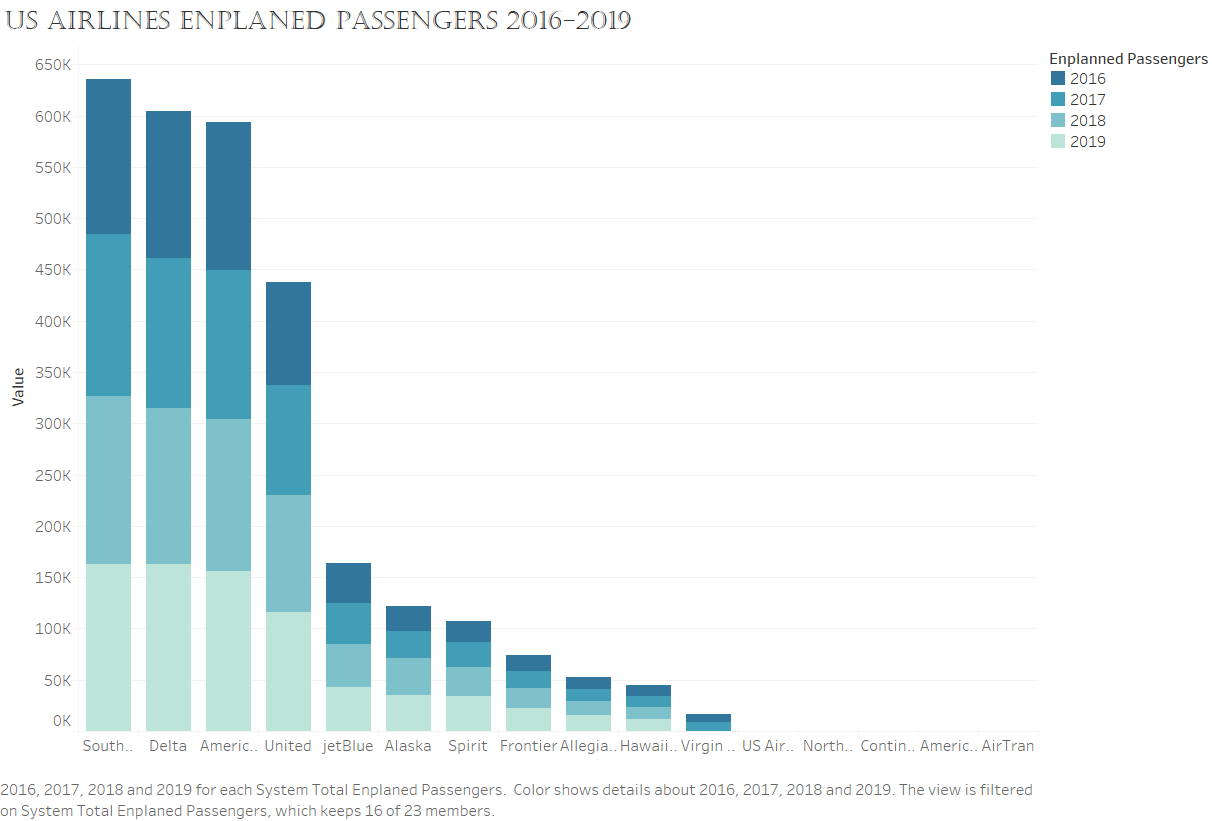 US AIRLINES ENPLANED PASSENGERS 2016-2019
Enplanned Passengers
2016
2017
2018
2019
650K
600K
550K
500K
450K
400K
350K
300K
250K
200K
150K
100K
50K
0K
Value
South.. Delta Americ.. United jetBlue Alaska Spirit Frontier Allegia.. Hawaii.. Virgin .. US Air.. North.. Contin.. Americ.. AirTran
2016, 2017, 2018 and 2019 for each System Total Enplaned Passengers. Color shows details about 2016, 2017, 2018 and 2019. The view is filtered
on System Total Enplaned Passengers, which keeps 16 of 23 members.